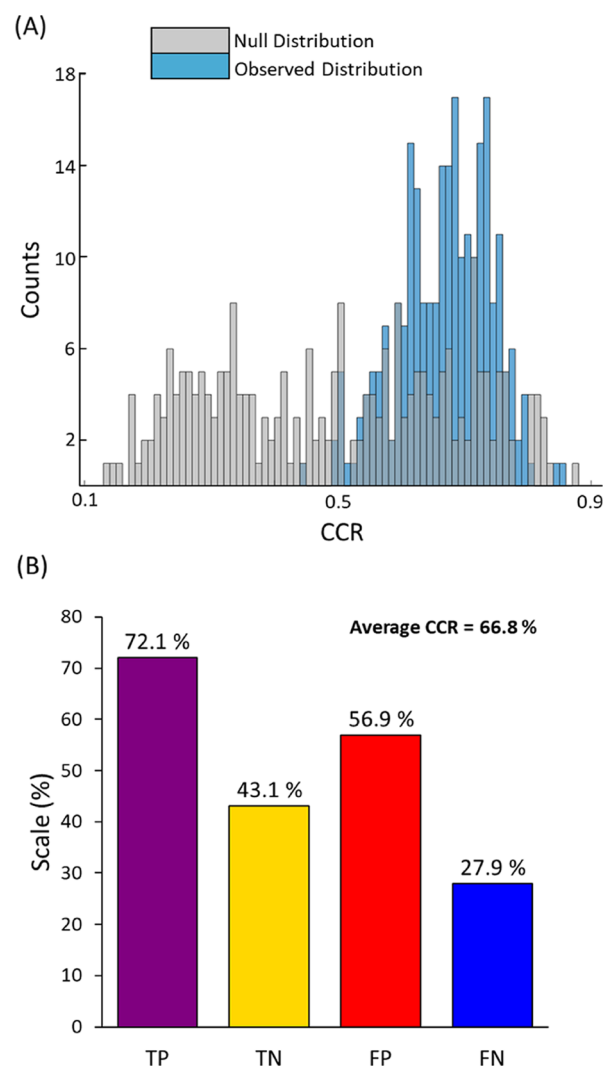 (A)
Null Distribution
Observed Distribution
18
14
10
6
2
Counts
0.1 0.5 0.9
CCR
(B)
Average CCR = 66.8 %
80
70
60
50
40
30
20
10
0
Scale (%)
72.1 %
43.1 %
56.9 %
27.9 %
TP TN FP FN